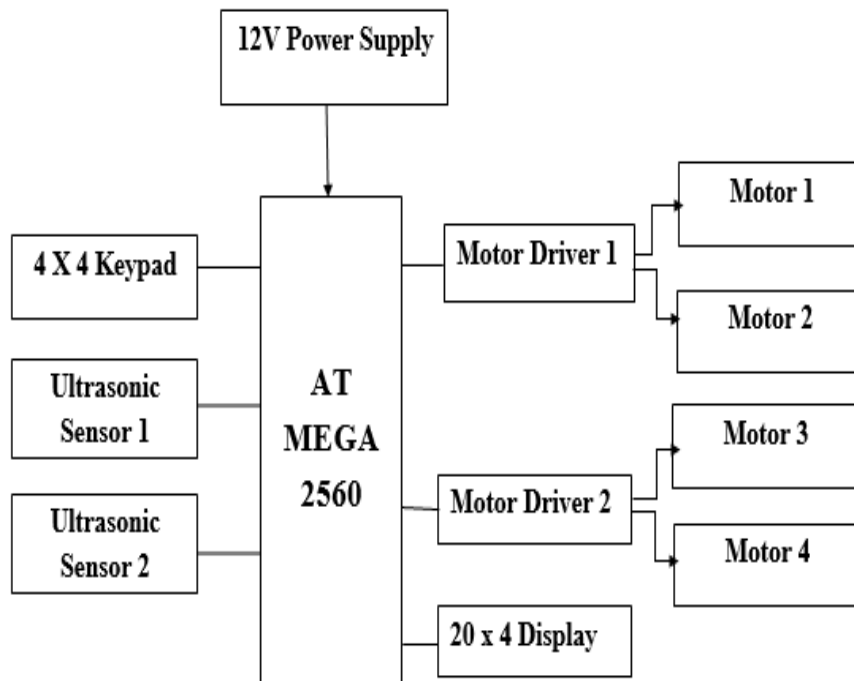 12V Power Supply
4 X 4 Keypad
Ultrasonic
Sensor 1
Ultrasonic
Sensor 2
AT
MEGA
2560
Motor Driver 1
Motor 1
Motor 2
Motor Driver 2
Motor 3
Motor 4
20 x 4 Display